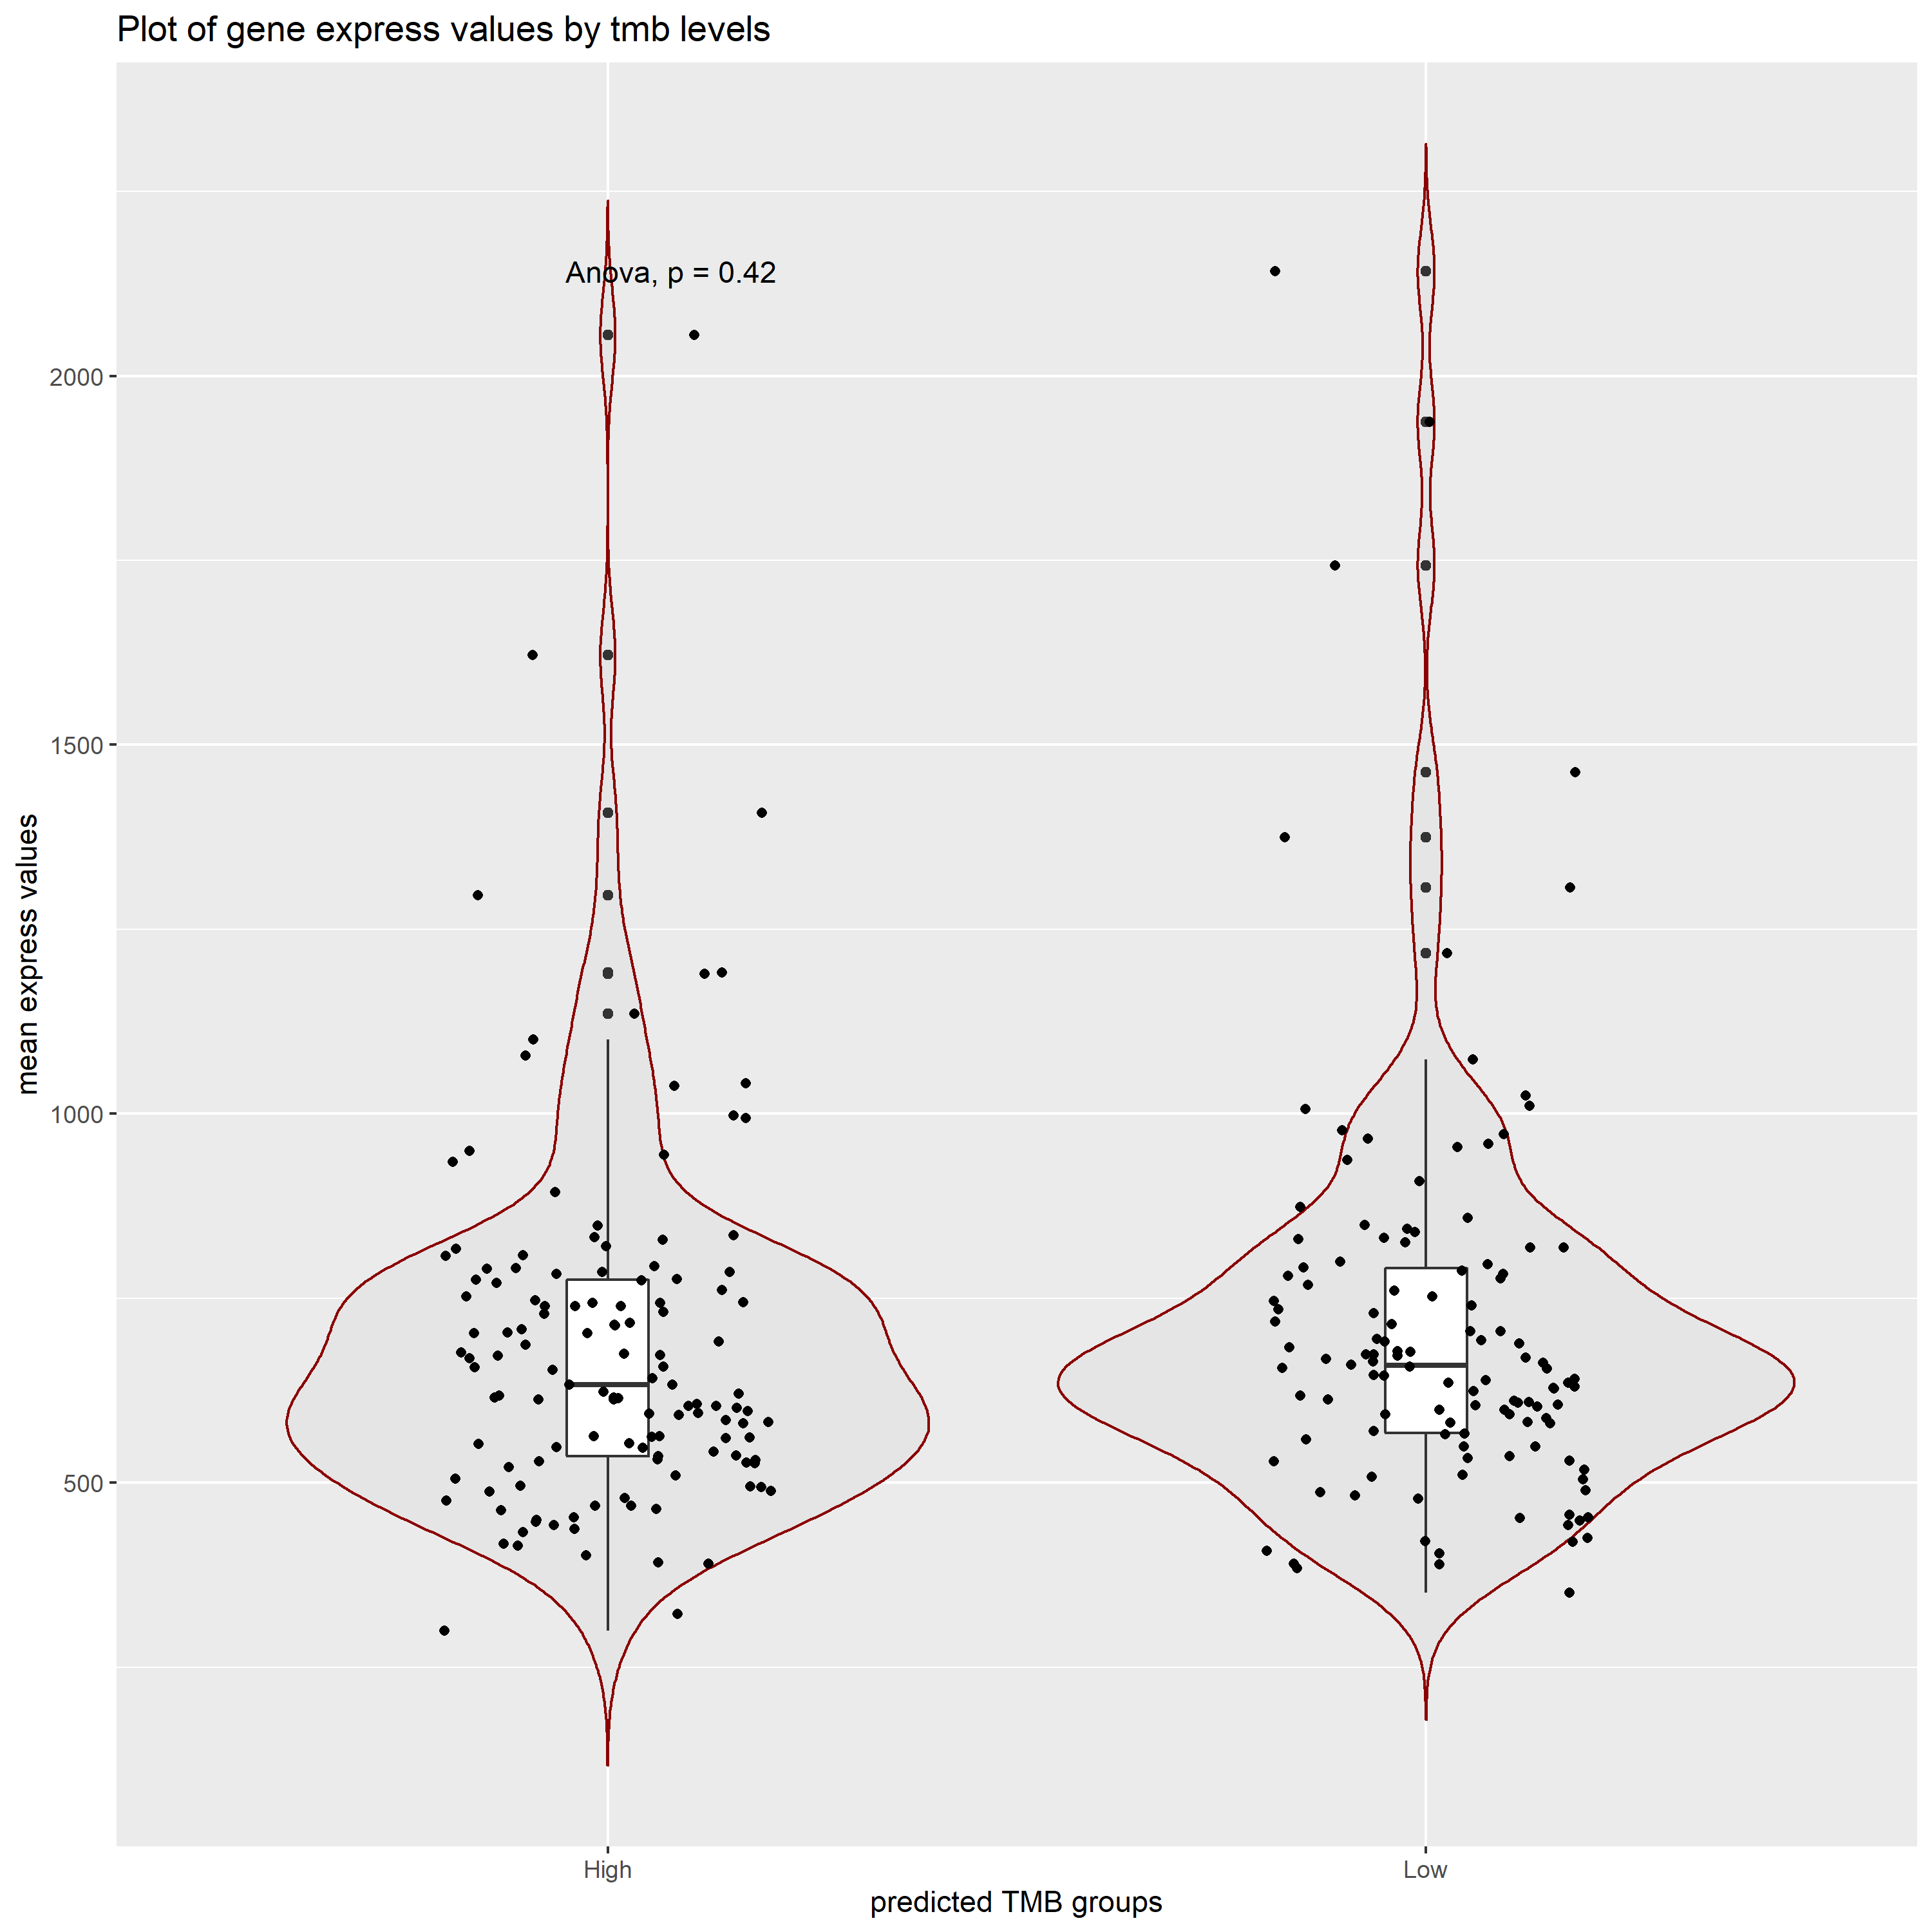 Plot of gene express values by tmb levels
Anova, p = 0.42
2000
1500
1000
500
mean express values
High
Low
predicted TMB groups